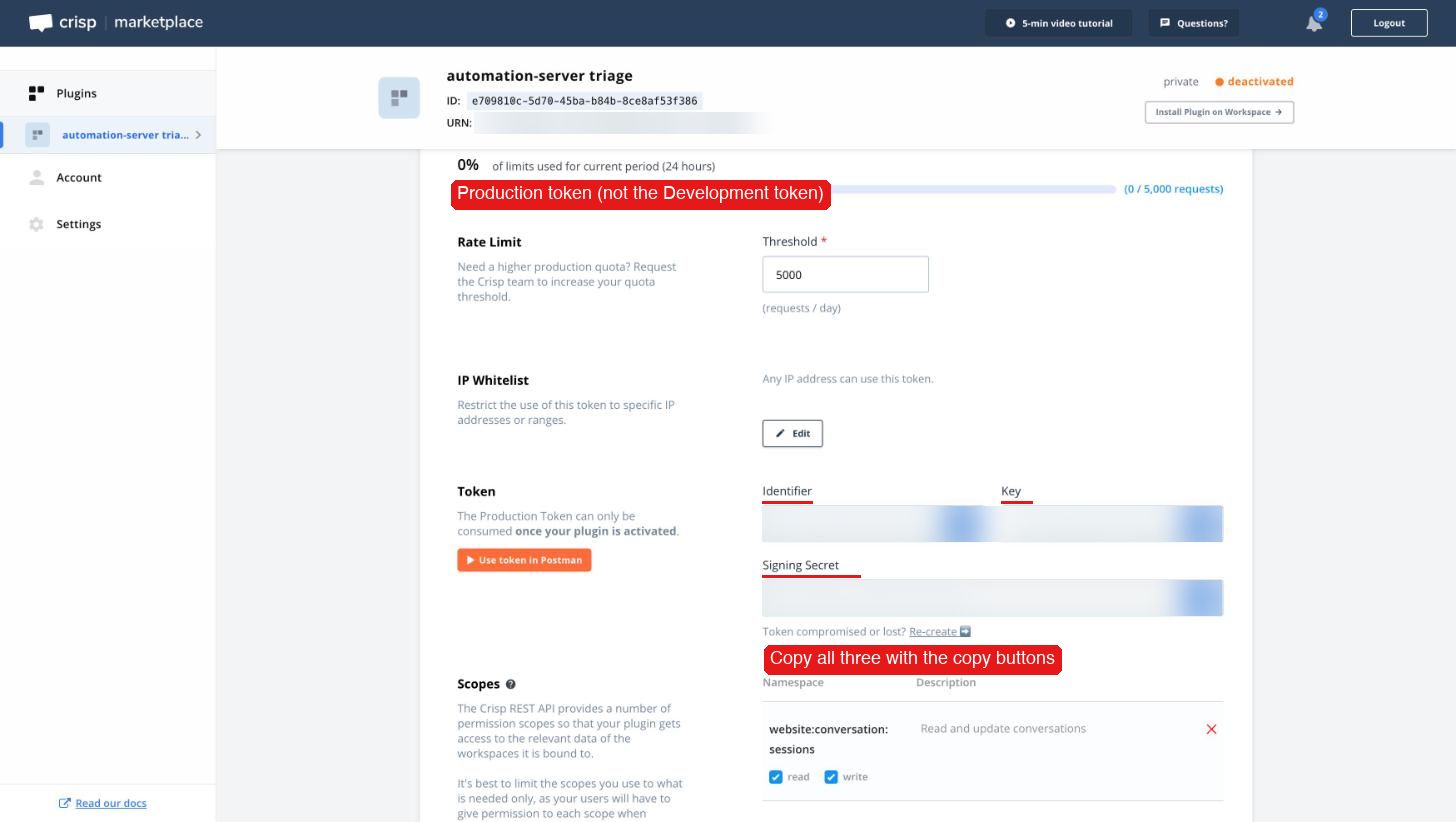 crisp | marketplace
5-min video tutorial
Questions?
2
Logout
Plugins
automation-server tria...
Account
Settings
Read our docs
automation-server triage
ID: e709810c-5d70-45ba-b84b-8ce8af53f386
URN:
private
deactivated
Install Plugin on Workspace →
0% of limits used for current period (24 hours)
Production token (not the Development token)
(0 / 5,000 requests)
Rate Limit
Need a higher production quota? Request
the Crisp team to increase your quota
threshold.
Threshold *
5000
(requests / day)
IP Whitelist
Restrict the use of this token to specific IP
addresses or ranges.
Any IP address can use this token.
Edit
Token
The Production Token can only be
consumed once your plugin is activated.
Use token in Postman
Identifier
Key
Signing Secret
Token compromised or lost? Re-create ➡
Copy all three with the copy buttons
Scopes ?
The Crisp REST API provides a number of
permission scopes so that your plugin gets
access to the relevant data of the
workspaces it is bound to.
It's best to limit the scopes you use to what
is needed only, as your users will have to
give permission to each scope when
Namespace
Description
website:conversation:
sessions
Read and update conversations
read
write